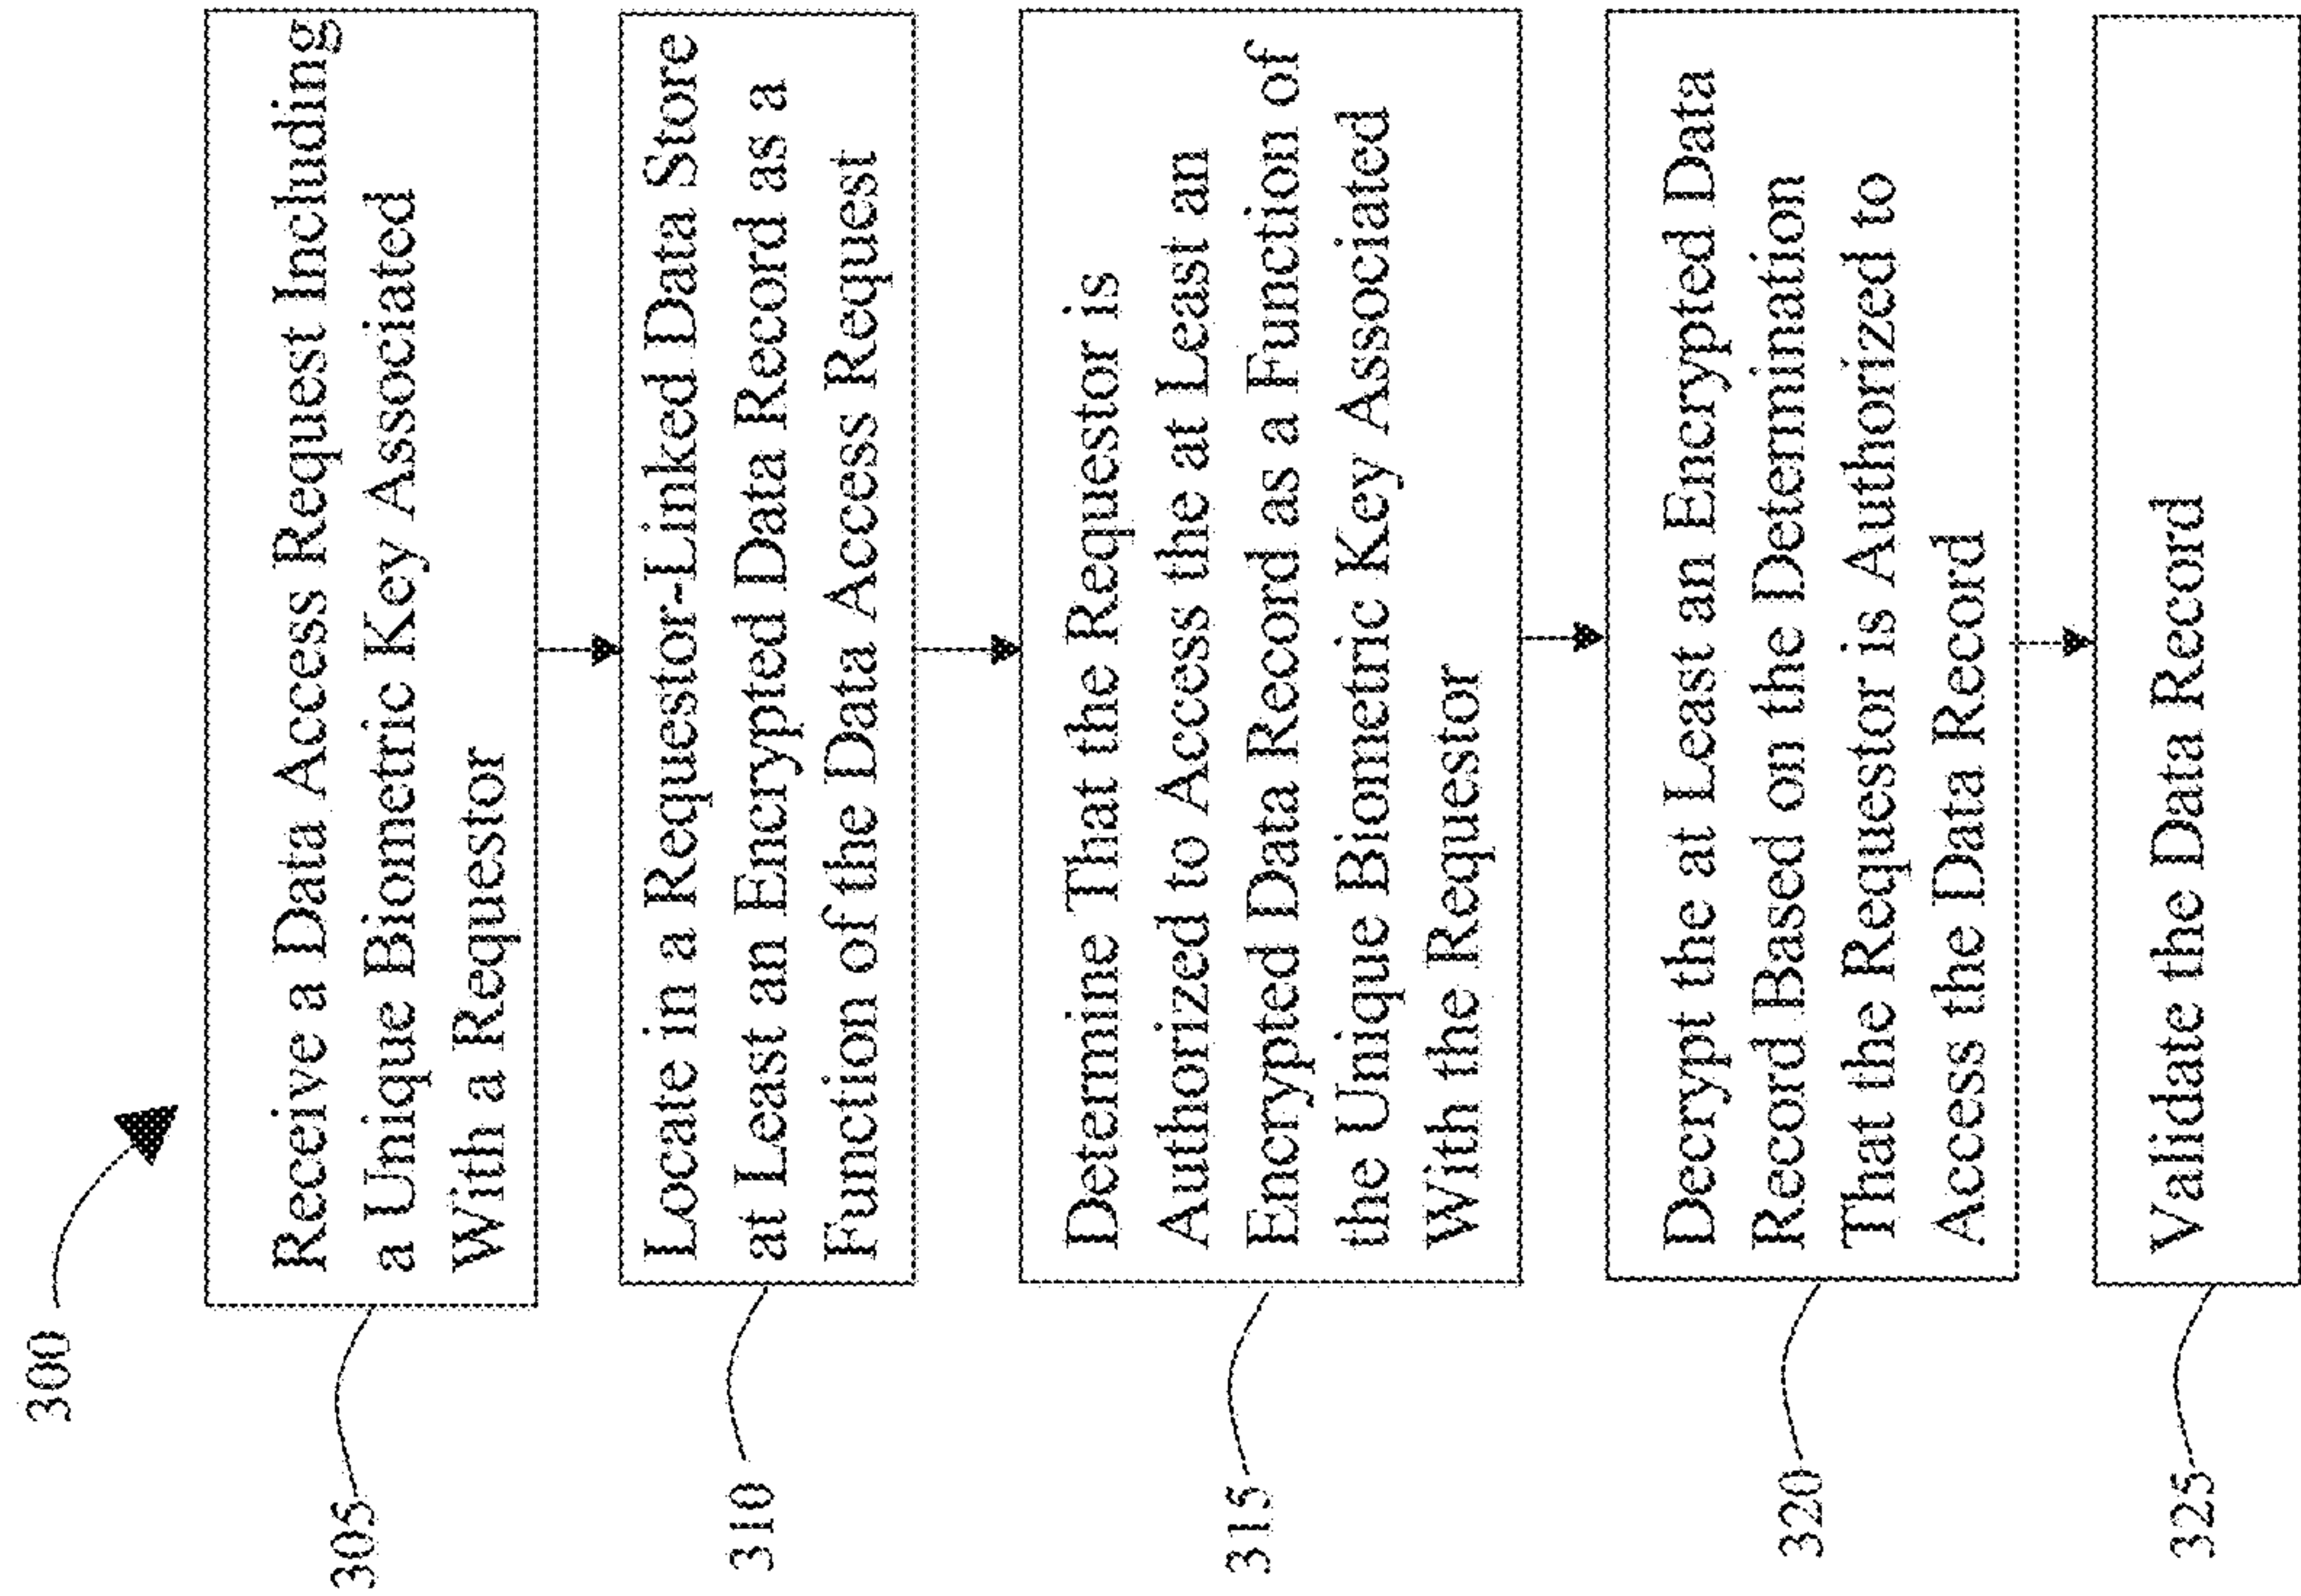 300
305
Receive a Data Access Request Including
a Unique Biometric Key Associated
With a Requestor
310
Locate in a Requestor-Linked Data Store
at Least an Encrypted Data Record as a
Function of the Data Access Request
315
Determine That the Requestor is
Authorized to Access the at Least an
Encrypted Data Record as a Function of
the Unique Biometric Key Associated
With the Requestor
320
Decrypt the at Least an Encrypted Data
Record Based on the Determination
That the Requestor is Authorized to
Access the Data Record
325
Validate the Data Record